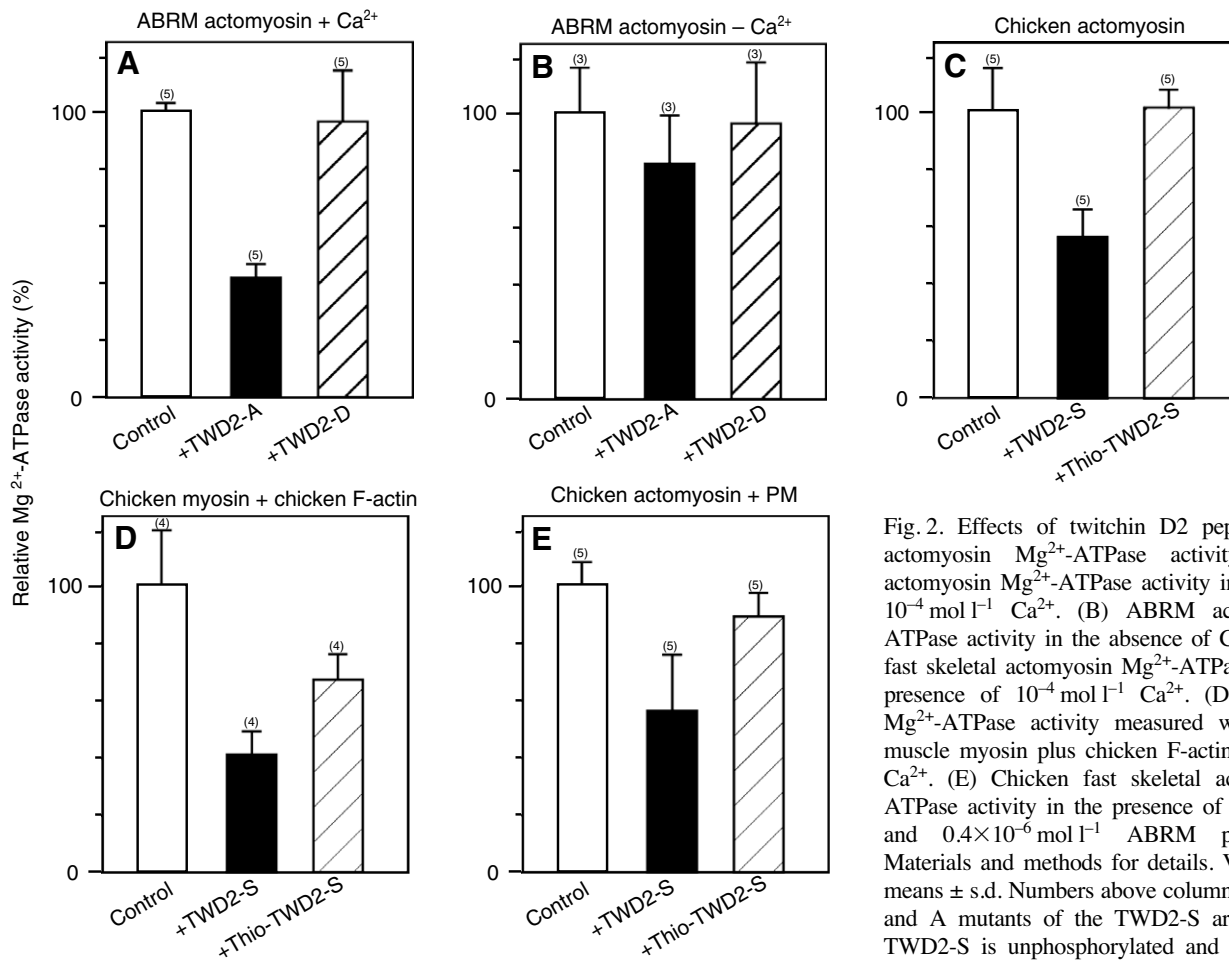 ABRM actomyosin + Ca²⁺
A
100
0
(5)
(5)
(5)
Control
+TWD2-A
+TWD2-D
ABRM actomyosin – Ca²⁺
B
100
0
(3)
(3)
(3)
Control
+TWD2-A
+TWD2-D
Chicken actomyosin
C
100
0
(5)
(5)
(5)
Control
+TWD2-S
+Thio-TWD2-S
Relative Mg²⁺-ATPase activity (%)
Chicken myosin + chicken F-actin
D
100
0
(4)
(4)
(4)
Control
+TWD2-S
+Thio-TWD2-S
Chicken actomyosin + PM
E
100
0
(5)
(5)
(5)
Control
+TWD2-S
+Thio-TWD2-S
Fig. 2. Effects of twitchin D2 pep
actomyosin Mg²⁺-ATPase activity
actomyosin Mg²⁺-ATPase activity in
10⁻⁴ mol l⁻¹ Ca²⁺. (B) ABRM ac
ATPase activity in the absence of C
fast skeletal actomyosin Mg²⁺-ATPa
presence of 10⁻⁴ mol l⁻¹ Ca²⁺. (D
Mg²⁺-ATPase activity measured w
muscle myosin plus chicken F-actin
Ca²⁺. (E) Chicken fast skeletal ac
ATPase activity in the presence of
and 0.4×10⁻⁶ mol l⁻¹ ABRM p
Materials and methods for details. V
means ± s.d. Numbers above column
and A mutants of the TWD2-S ar
TWD2-S is unphosphorylated and